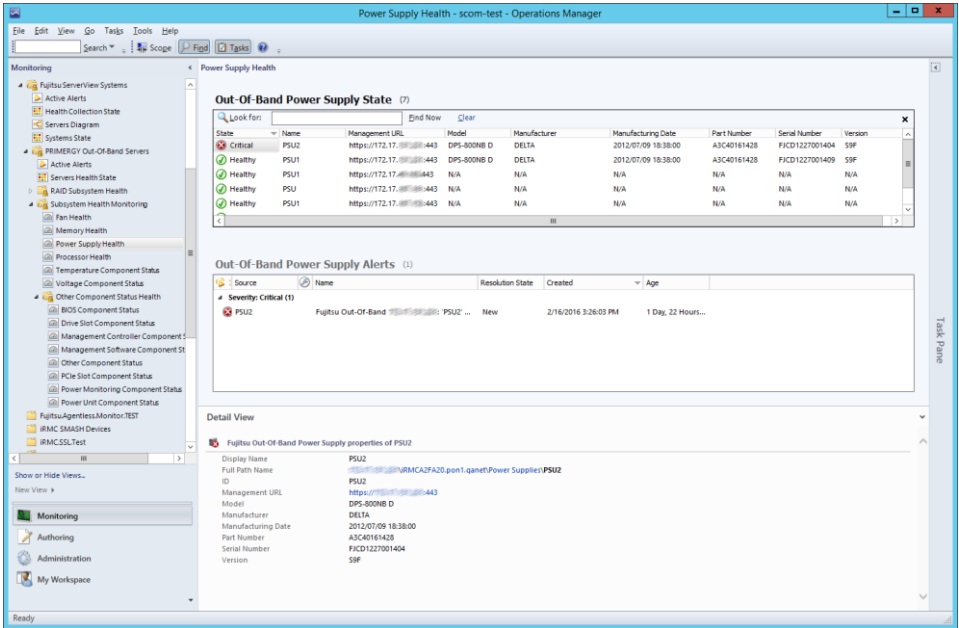 Power Supply Health - scom-test - Operations Manager
File Edit View Go Tasks Tools Help
Search Scope Find Tasks
Monitoring
Fujitsu ServerView Systems
Active Alerts
Health Collection State
Servers Diagram
Systems State
PRIMERGY Out-Of-Band Servers
Active Alerts
Servers Health State
RAID Subsystem Health
Subsystem Health Monitoring
Fan Health
Memory Health
Power Supply Health
Processor Health
Temperature Component Status
Voltage Component Status
Other Component Status Health
BIOS Component Status
Drive Slot Component Status
Management Controller Component S
Management Software Component St
Other Component Status
PCIe Slot Component Status
Power Monitoring Component Status
Power Unit Component Status
Fujitsu.Agentless.Monitor.TEST
iRMC SMASH Devices
iRMC.SSL.Test
Show or Hide Views...
New View
Monitoring
Authoring
Administration
My Workspace
Power Supply Health
Out-Of-Band Power Supply State (7)
Look for: Find Now Clear
State Name Management URL Model Manufacturer Manufacturing Date Part Number Serial Number Version
Critical PSU2 https://172.17. :443 DPS-800NB D DELTA 2012/07/09 18:38:00 A3C40161428 FJCD1227001404 S9F
Healthy PSU1 https://172.17. :443 DPS-800NB D DELTA 2012/07/09 18:38:00 A3C40161428 FJCD1227001401 S9F
Healthy PSU1 https://172.17. 443 N/A N/A N/A N/A N/A N/A
Healthy PSU https://172.17. :443 N/A N/A N/A N/A N/A N/A
Healthy PSU1 https://172.17. :443 N/A N/A N/A N/A N/A N/A
Out-Of-Band Power Supply Alerts (1)
Source Name Resolution State Created Age
Severity: Critical (1)
PSU2 Fujitsu Out-Of-Band : 'PSU2' ... New 2/16/2016 3:26:03 PM 1 Day, 22 Hours...
Detail View
Fujitsu Out-Of-Band Power Supply properties of PSU2
Display Name PSU2
Full Path Name \iRMCA2FA20.pon1.qanet\Power Supplies\PSU2
ID PSU2
Management URL https:// :443
Model DPS-800NB D
Manufacturer DELTA
Manufacturing Date 2012/07/09 18:38:00
Part Number A3C40161428
Serial Number FJCD1227001404
Version S9F
Task Pane
Ready